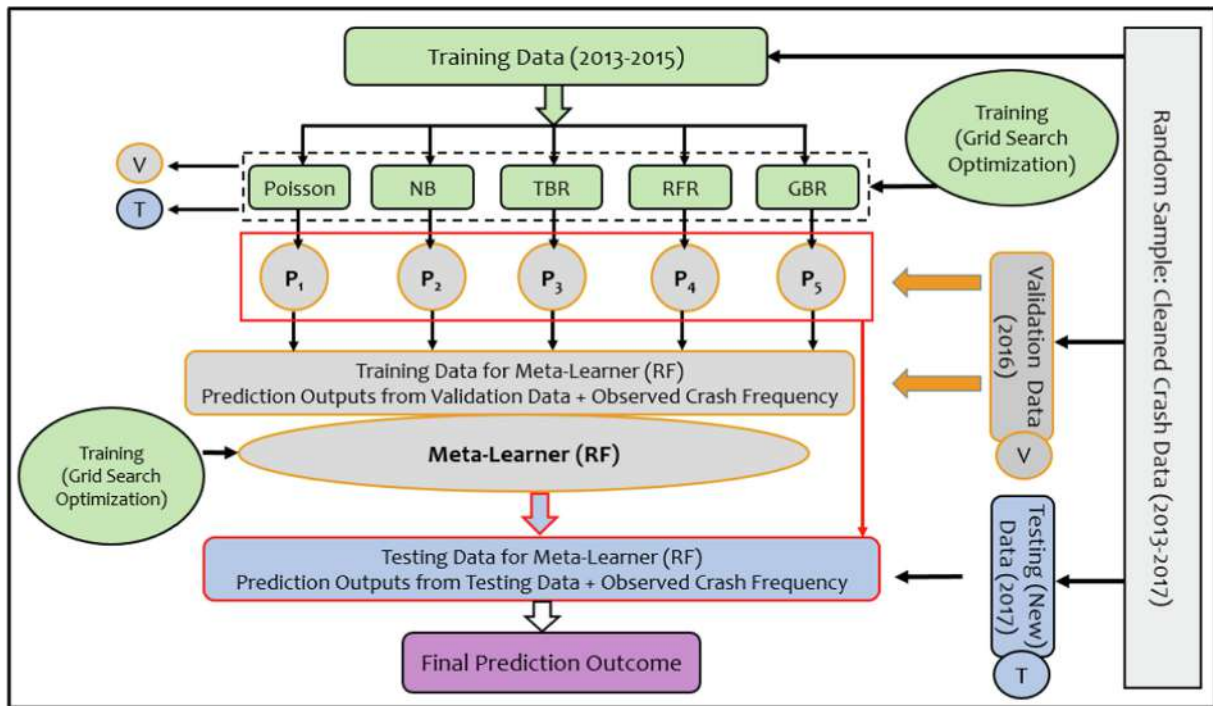 Training Data (2013-2015)
Training
(Grid Search
Optimization)
Random Sample: Cleaned Crash Data (2013-2017)
V
T
Poisson
NB
TBR
RFR
GBR
P₁
P₂
P₃
P₄
P₅
Validation Data
(2016)
V
Training Data for Meta-Learner (RF)
Prediction Outputs from Validation Data + Observed Crash Frequency
Training
(Grid Search
Optimization)
Meta-Learner (RF)
Testing Data for Meta-Learner (RF)
Prediction Outputs from Testing Data + Observed Crash Frequency
Testing (New)
Data (2017)
T
Final Prediction Outcome